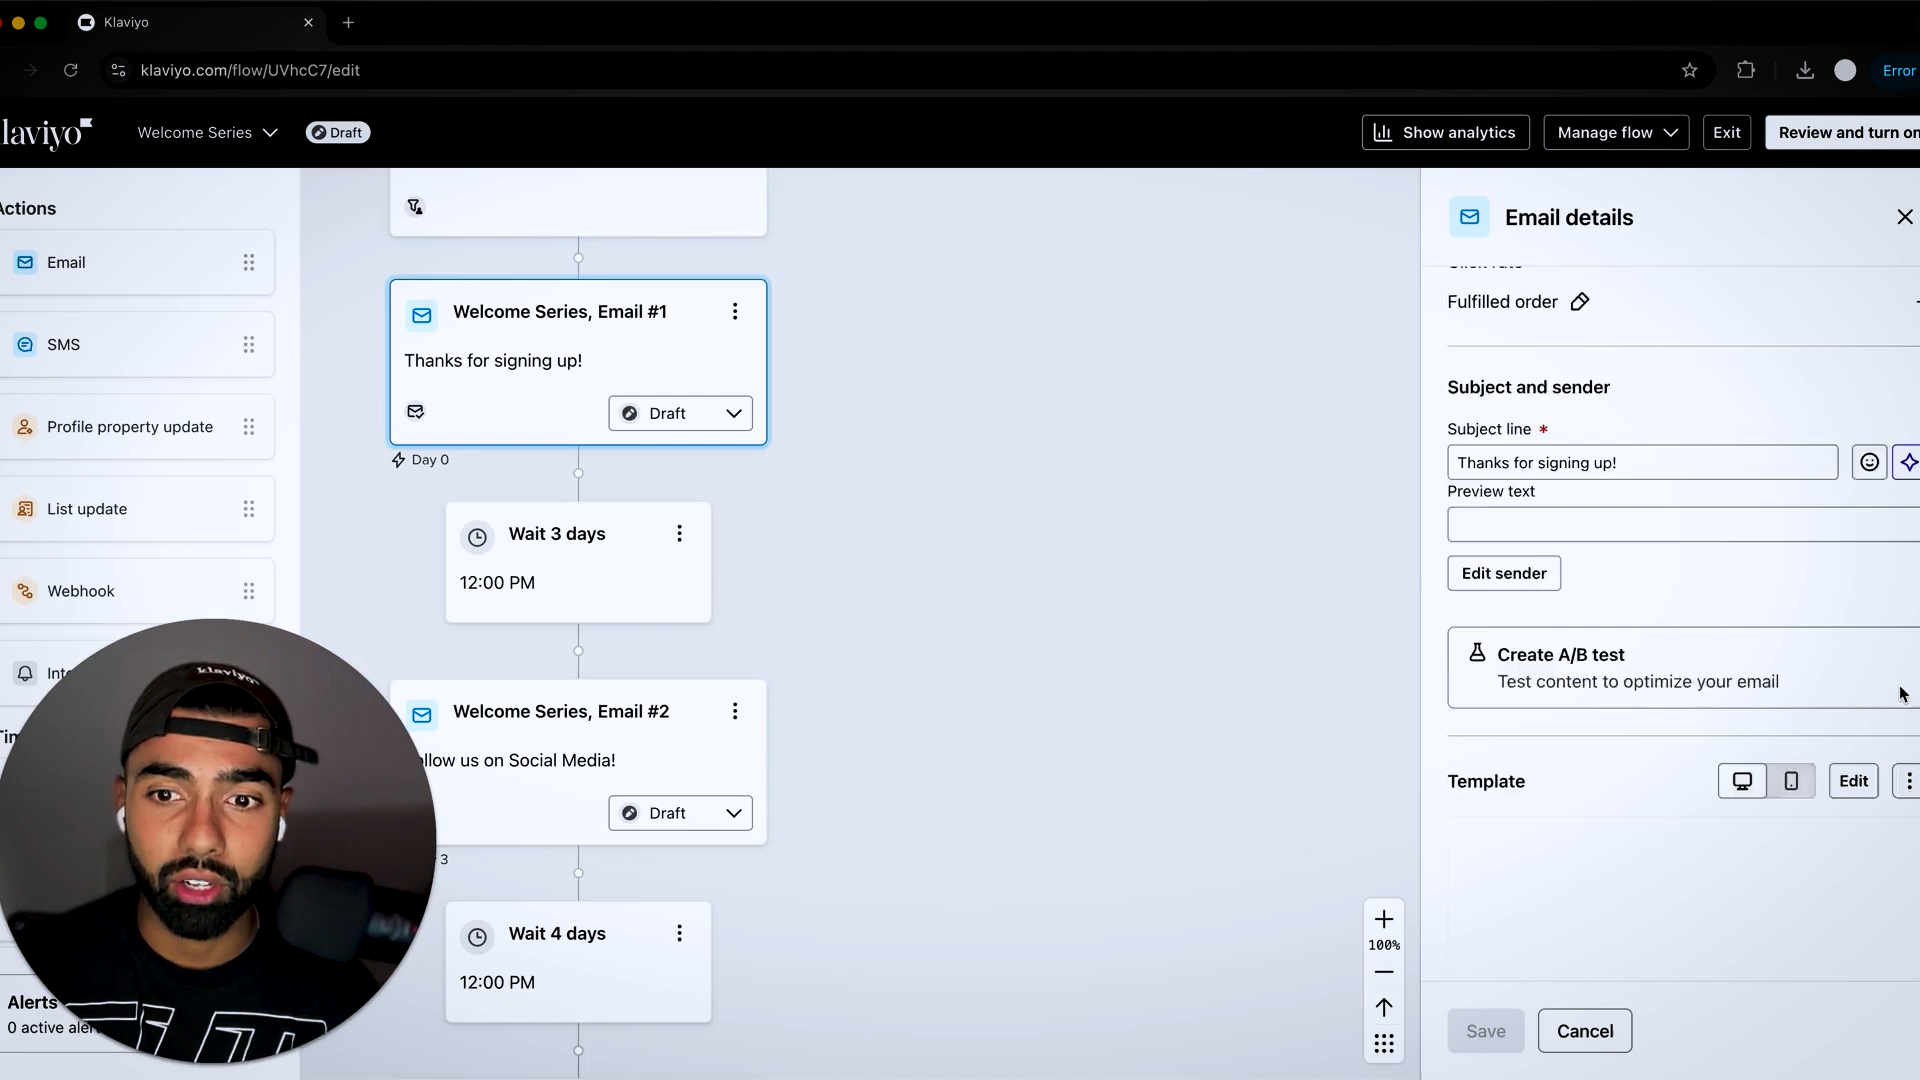 Klaviyo
klaviyo.com/flow/UVhcC7/edit
Error
laviyo
Welcome Series
Draft
Show analytics
Manage flow
Exit
Review and turn on
Actions
Email
SMS
Profile property update
List update
Webhook
Alerts
klaviyo
Welcome Series, Email #1
Thanks for signing up!
Draft
Day 0
Wait 3 days
12:00 PM
Welcome Series, Email #2
llow us on Social Media!
Draft
3
Wait 4 days
12:00 PM
100%
Email details
Fulfilled order
Subject and sender
Subject line *
Thanks for signing up!
Preview text
Edit sender
Create A/B test
Test content to optimize your email
Template
Edit
Save
Cancel
0 active